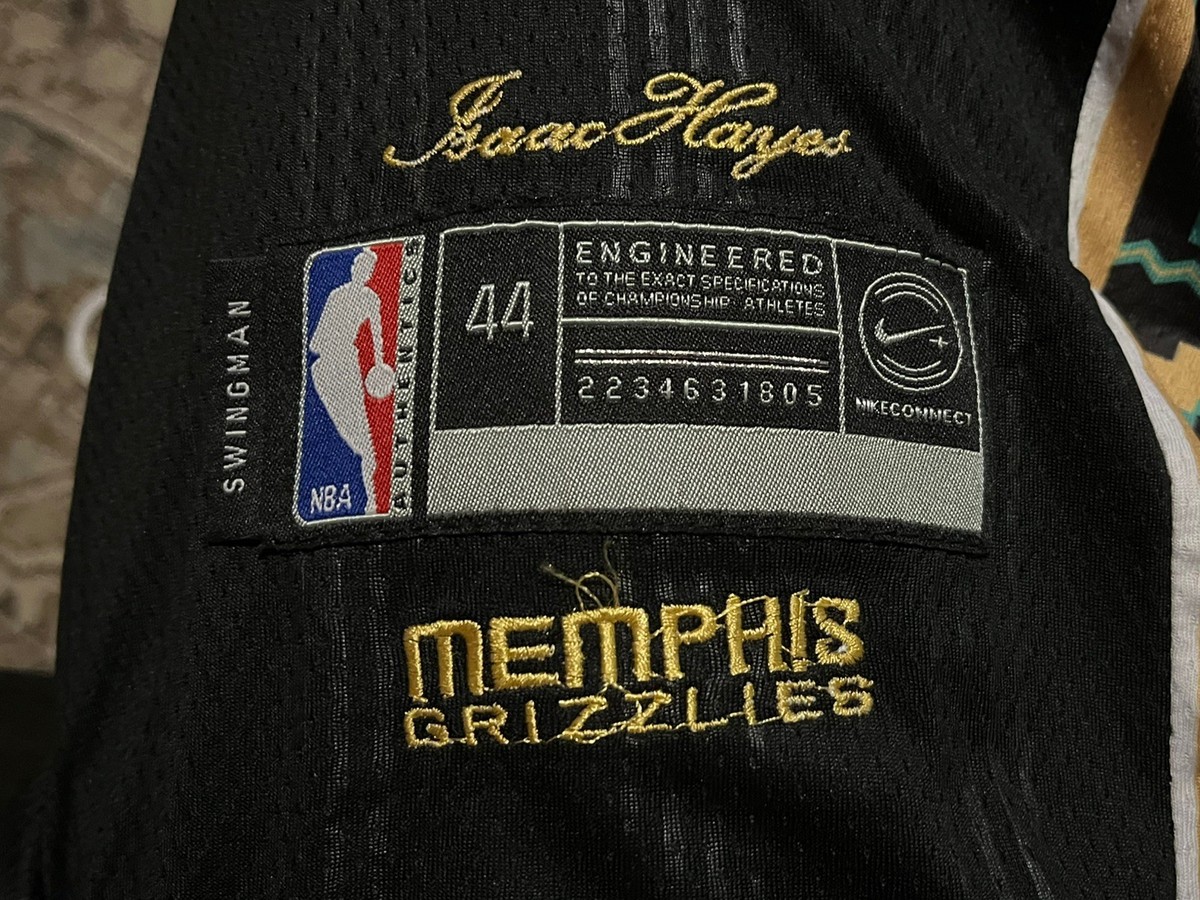 Isaac Hayes
SWINGMAN
NBA
AUTHENTICS
44
ENGINEERED
TO THE EXACT SPECIFICATIONS
OF CHAMPIONSHIP ATHLETES
2234631805
NIKECONNECT
MEMPHIS
GRIZZLIES